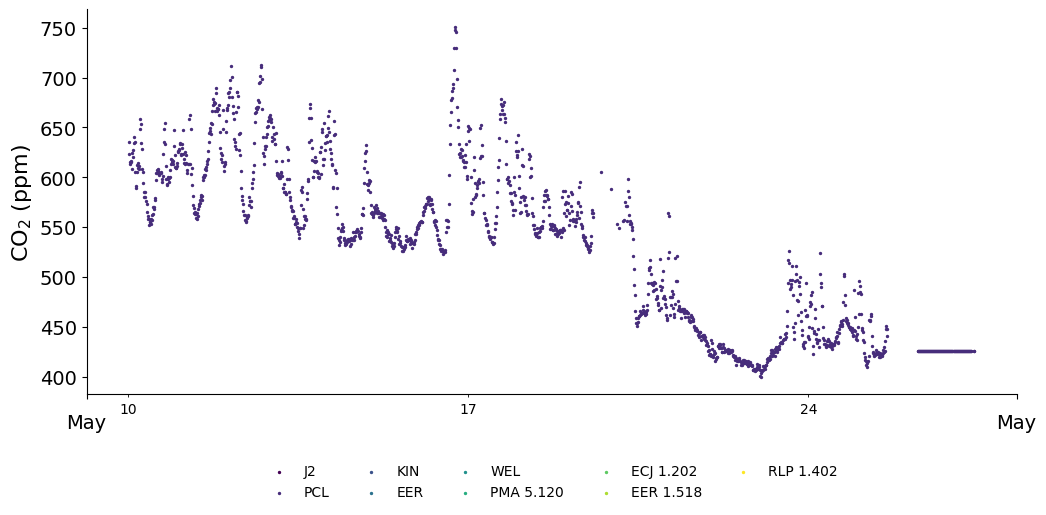 750
700
650
600
550
500
450
400
CO2 (ppm)
10
17
24
May
May
J2
KIN
WEL
ECJ 1.202
RLP 1.402
PCL
EER
PMA 5.120
EER 1.518